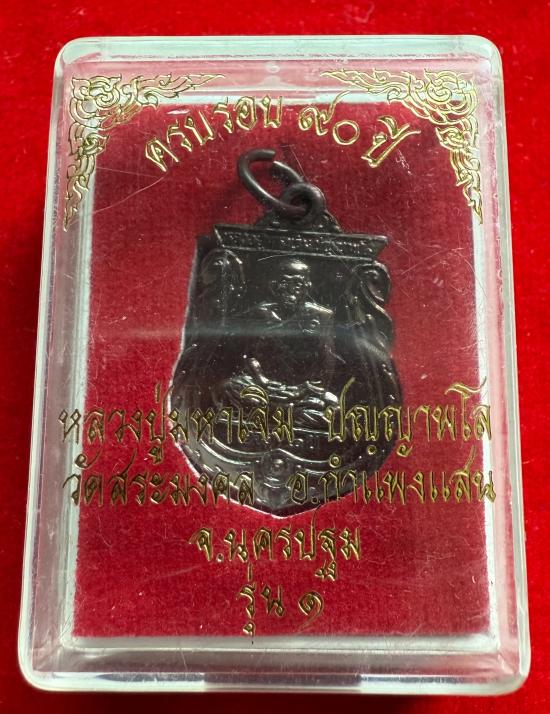 ครบรอบ ๙๐ ปี
หลวงปู่มหาเจิม ปญฺญาพโล
วัดสระมงคล อ.กำแพงแสน
จ.นครปฐม
รุ่น ๑